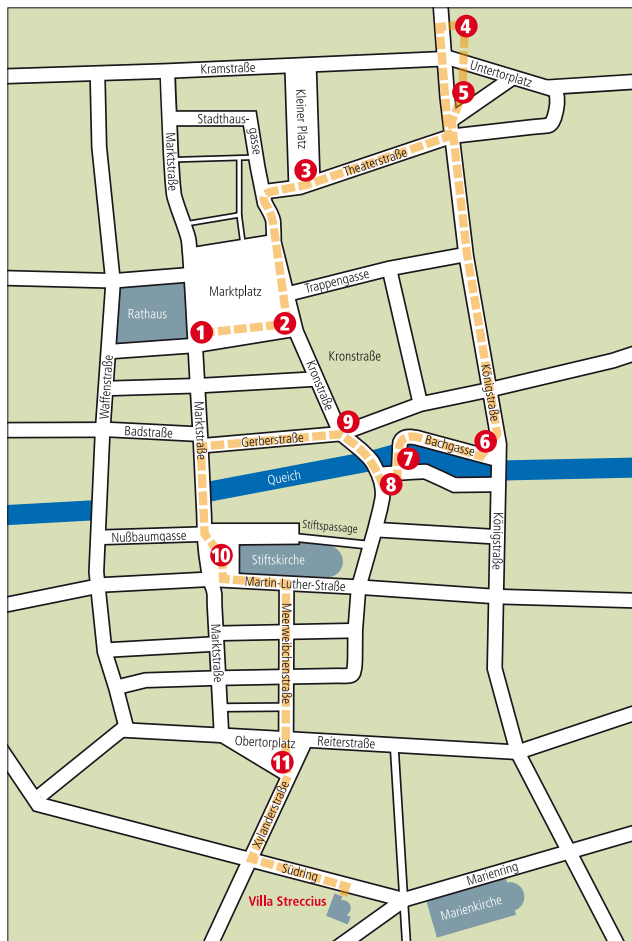 4
Kramstraße
Untertorplatz
5
Kleiner Platz
Stadthaus-
gasse
Marktstraße
3
Theaterstraße
Marktplatz
Trappengasse
Rathaus
1
2
Kronstraße
Kronstraße
Waffenstraße
Königstraße
9
Badstraße
Marktstraße
Gerberstraße
Bachgasse
6
7
Queich
8
Stiftspassage
Nußbaumgasse
Königstraße
10
Stiftskirche
Martin-Luther-Straße
Meerweibchenstraße
Marktstraße
Obertorplatz
Reiterstraße
11
Xylanderstraße
Südring
Marienring
Villa Streccius
Marienkirche